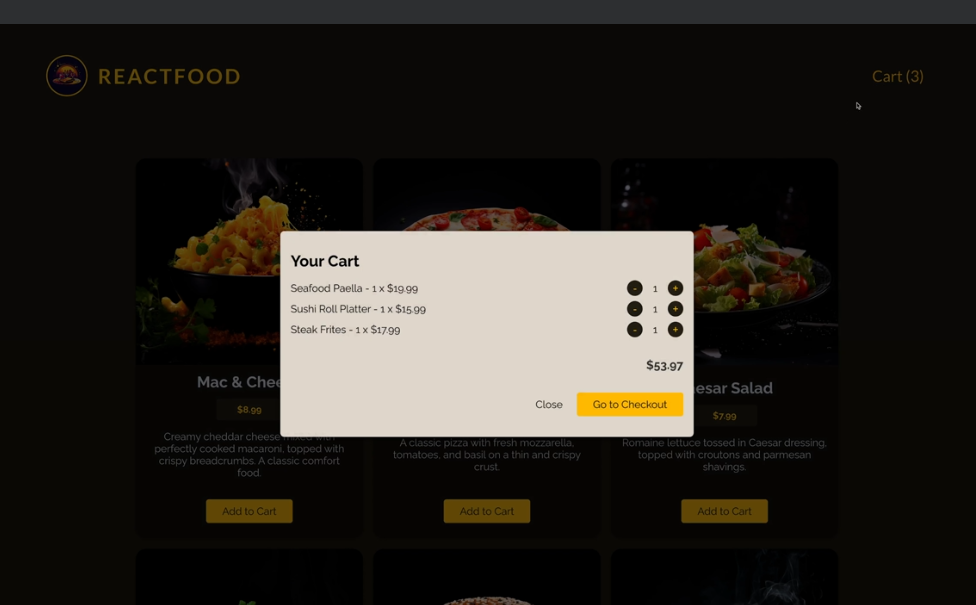 REACTFOOD
Cart (3)
Your Cart
Seafood Paella - 1 x $19.99
- 1 +
Sushi Roll Platter - 1 x $15.99
- 1 +
Steak Frites - 1 x $17.99
- 1 +
$53.97
Close
Go to Checkout
Mac & Chee
$8.99
Creamy cheddar cheese mixed with
perfectly cooked macaroni, topped with
crispy breadcrumbs. A classic comfort
food.
Add to Cart
A classic pizza with fresh mozzarella,
tomatoes, and basil on a thin and crispy
crust.
Add to Cart
esar Salad
$7.99
Romaine lettuce tossed in Caesar dressing,
topped with croutons and parmesan
shavings.
Add to Cart